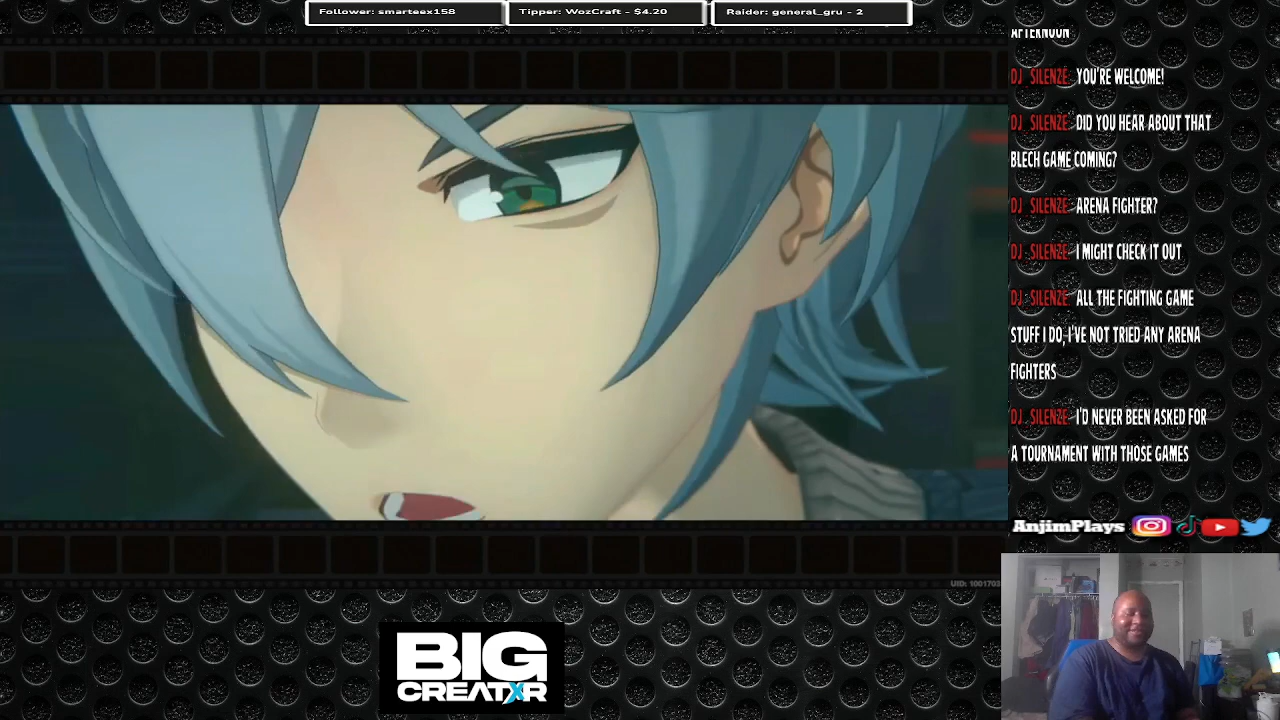 Follower: smarteex158
Tipper: WozCraft - $4.20
Raider: general_gru - 2
AFTERNOON
DJ_SILENZE: YOU'RE WELCOME!
DJ_SILENZE: DID YOU HEAR ABOUT THAT
BLECH GAME COMING?
DJ_SILENZE: ARENA FIGHTER?
DJ_SILENZE: I MIGHT CHECK IT OUT
DJ_SILENZE: ALL THE FIGHTING GAME
STUFF I DO, I'VE NOT TRIED ANY ARENA
FIGHTERS
DJ_SILENZE: I'D NEVER BEEN ASKED FOR
A TOURNAMENT WITH THOSE GAMES
AnjimPlays
UID: 1001703
BIG
CREATXR